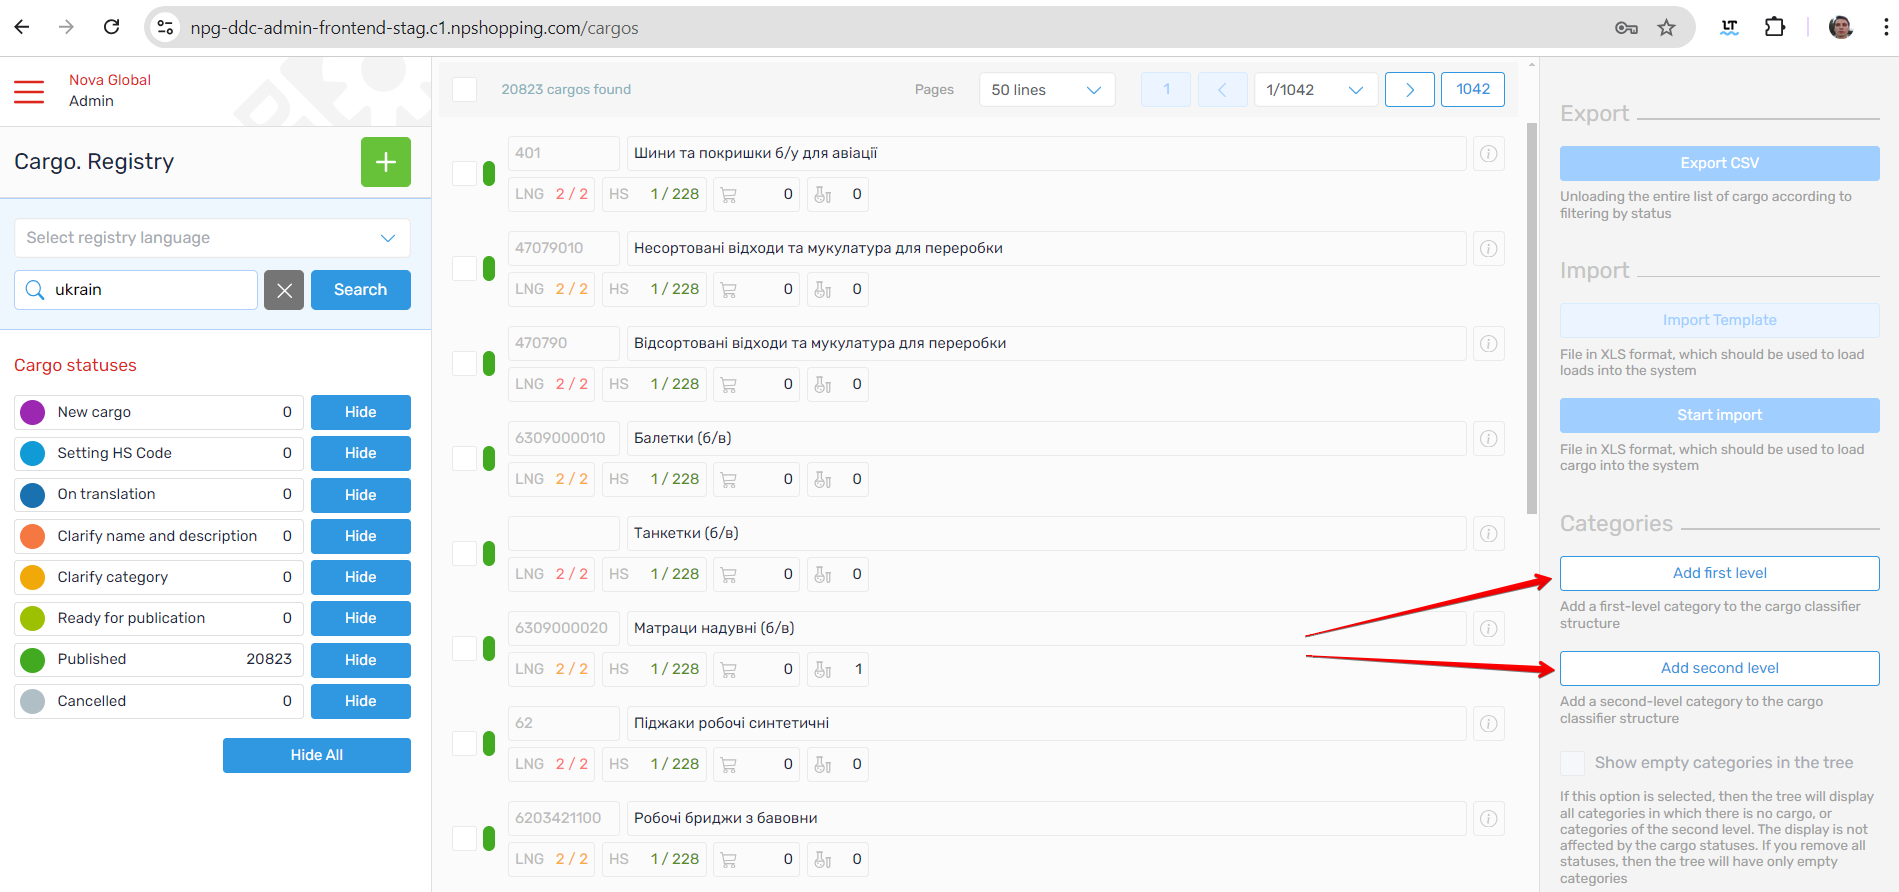 npg-ddc-admin-frontend-stag.c1.npshopping.com/cargos
LT
Nova Global
Admin
Cargo. Registry
Select registry language
ukrain
Search
Cargo statuses
New cargo 0 Hide
Setting HS Code 0 Hide
On translation 0 Hide
Clarify name and description 0 Hide
Clarify category 0 Hide
Ready for publication 0 Hide
Published 20823 Hide
Cancelled 0 Hide
Hide All
20823 cargos found Pages 50 lines 1 1/1042 1042
401 Шини та покришки б/у для авіації
LNG 2 / 2 HS 1 / 228 0 0
47079010 Несортовані відходи та мукулатура для переробки
LNG 2 / 2 HS 1 / 228 0 0
470790 Відсортовані відходи та мукулатура для переробки
LNG 2 / 2 HS 1 / 228 0 0
6309000010 Балетки (б/в)
LNG 2 / 2 HS 1 / 228 0 0
Танкетки (б/в)
LNG 2 / 2 HS 1 / 228 0 0
6309000020 Матраци надувні (б/в)
LNG 2 / 2 HS 1 / 228 0 1
62 Піджаки робочі синтетичні
LNG 2 / 2 HS 1 / 228 0 0
6203421100 Робочі бриджи з бавовни
LNG 2 / 2 HS 1 / 228 0 0
Export
Export CSV
Unloading the entire list of cargo according to
filtering by status
Import
Import Template
File in XLS format, which should be used to load
loads into the system
Start import
File in XLS format, which should be used to load
cargo into the system
Categories
Add first level
Add a first-level category to the cargo classifier
structure
Add second level
Add a second-level category to the cargo
classifier structure
Show empty categories in the tree
If this option is selected, then the tree will display
all categories in which there is no cargo, or
categories of the second level. The display is not
affected by the cargo statuses. If you remove all
statuses, then the tree will have only empty
categories